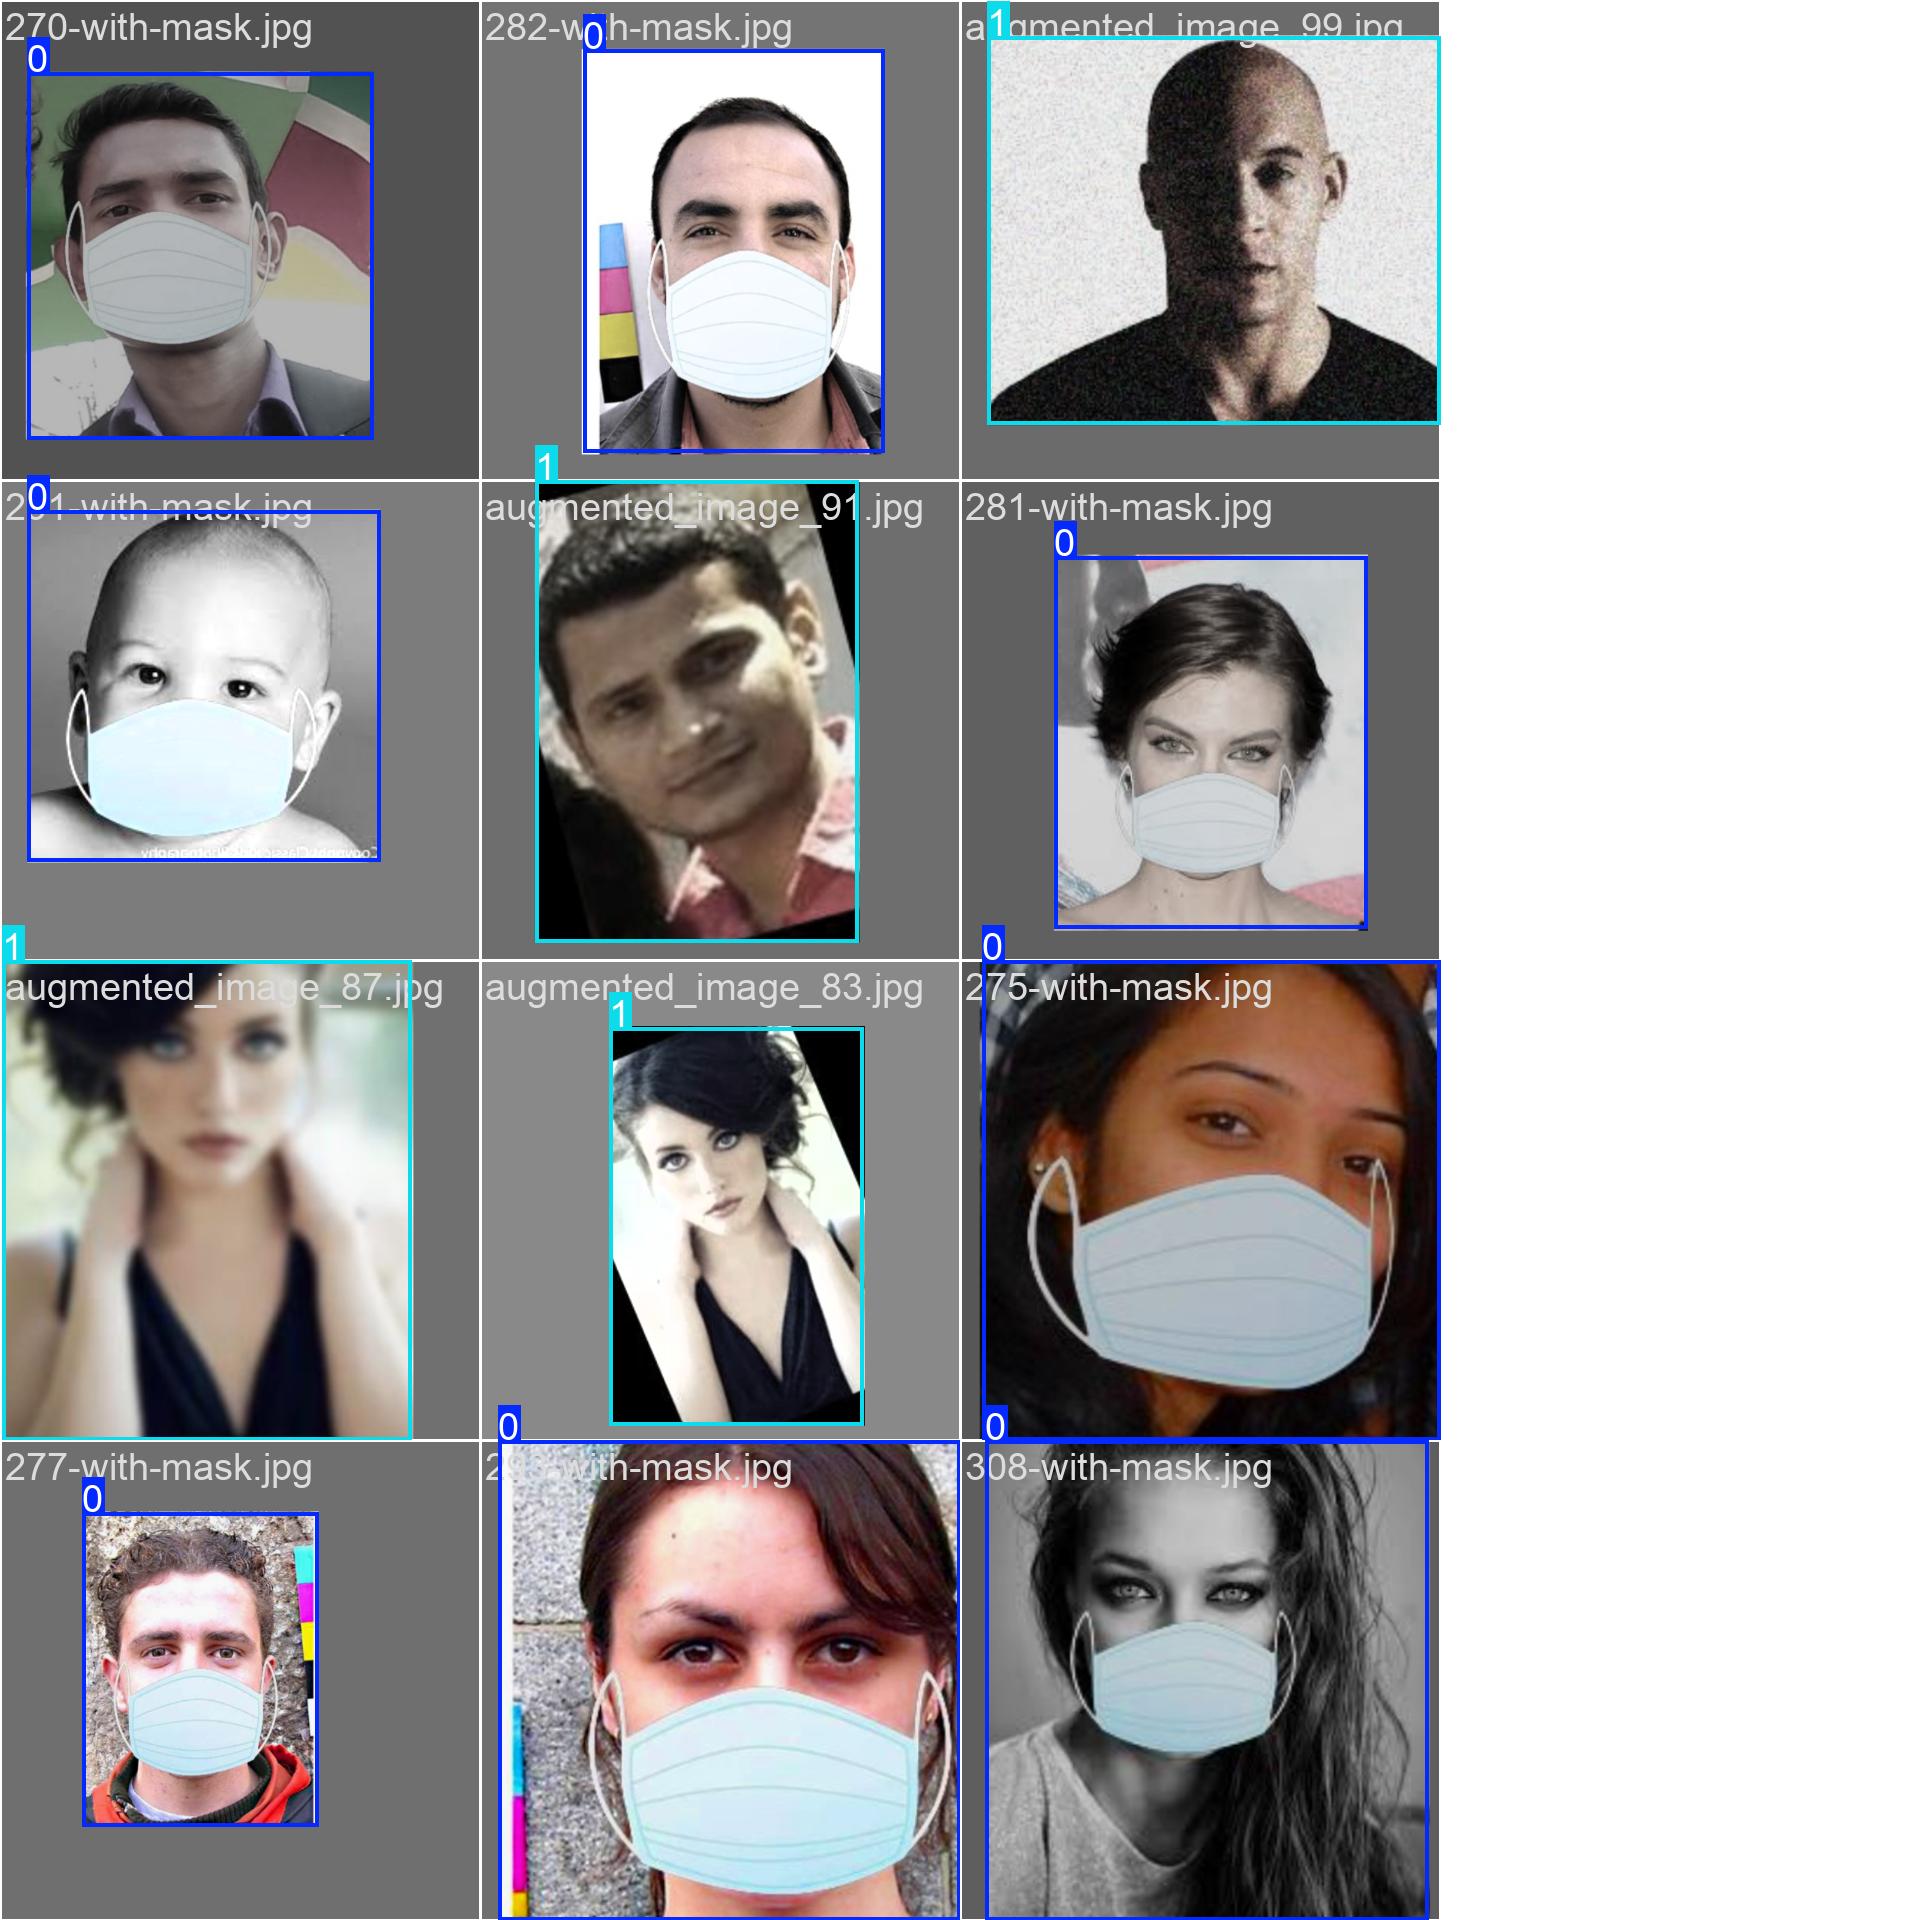 270-with-mask.jpg
0
282-with-mask.jpg
0
augmented_image_99.jpg
1
0
1
augmented_image_91.jpg
281-with-mask.jpg
0
1
augmented_image_87.jpg
augmented_image_83.jpg
1
0
275-with-mask.jpg
277-with-mask.jpg
0
0
0
308-with-mask.jpg